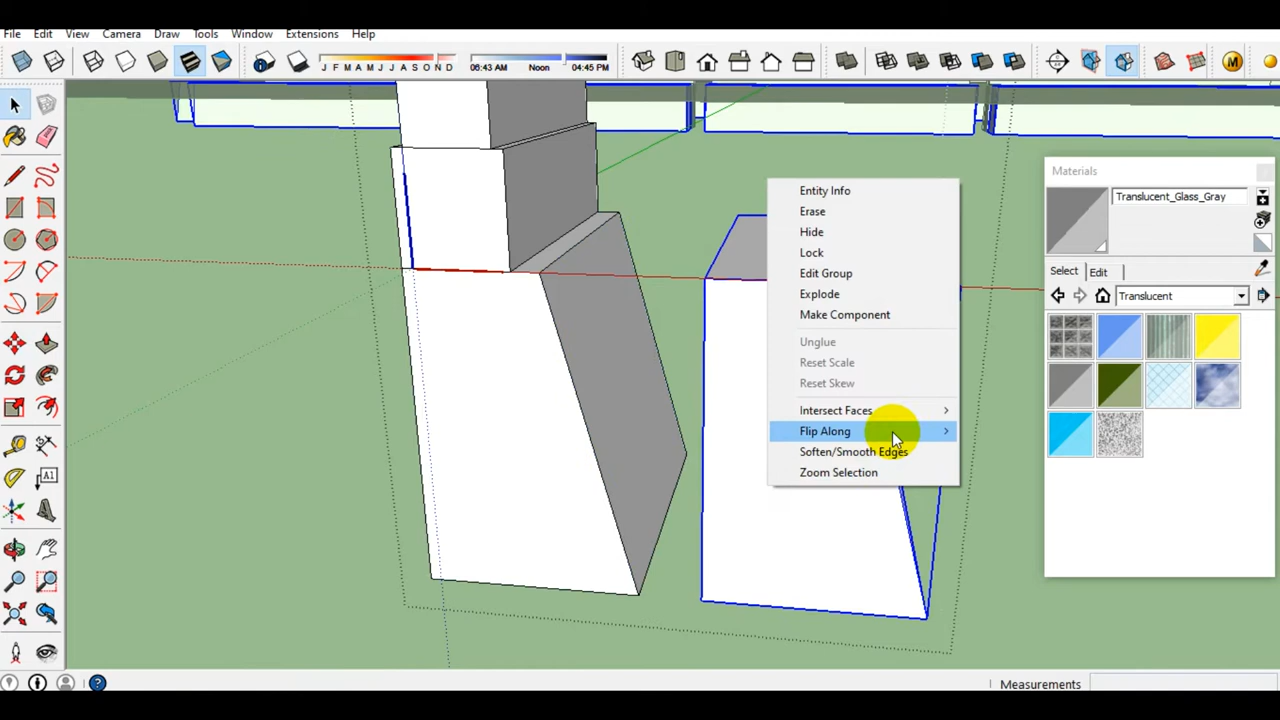 File Edit View Camera Draw Tools Window Extensions Help
J F M A M J J A S O N D 06:43 AM Noon 04:45 PM
M
A1
Entity Info
Erase
Hide
Lock
Edit Group
Explode
Make Component
Unglue
Reset Scale
Reset Skew
Intersect Faces
Flip Along
Soften/Smooth Edges
Zoom Selection
Materials
Translucent_Glass_Gray
Select Edit
Translucent
Measurements